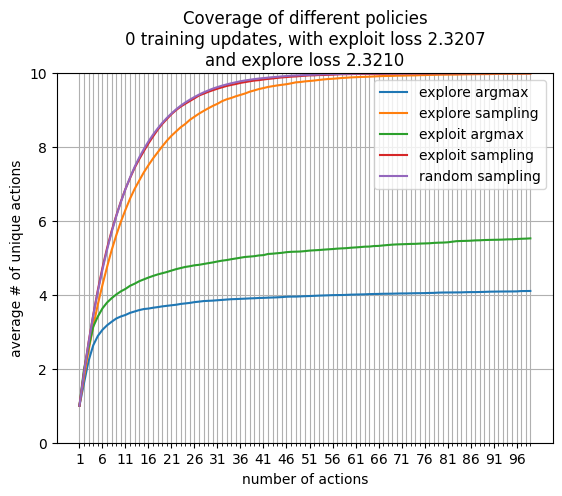 Coverage of different policies
0 training updates, with exploit loss 2.3207
and explore loss 2.3210
10
8
6
4
2
0
average # of unique actions
explore argmax
explore sampling
exploit argmax
exploit sampling
random sampling
1 6 11 16 21 26 31 36 41 46 51 56 61 66 71 76 81 86 91 96
number of actions